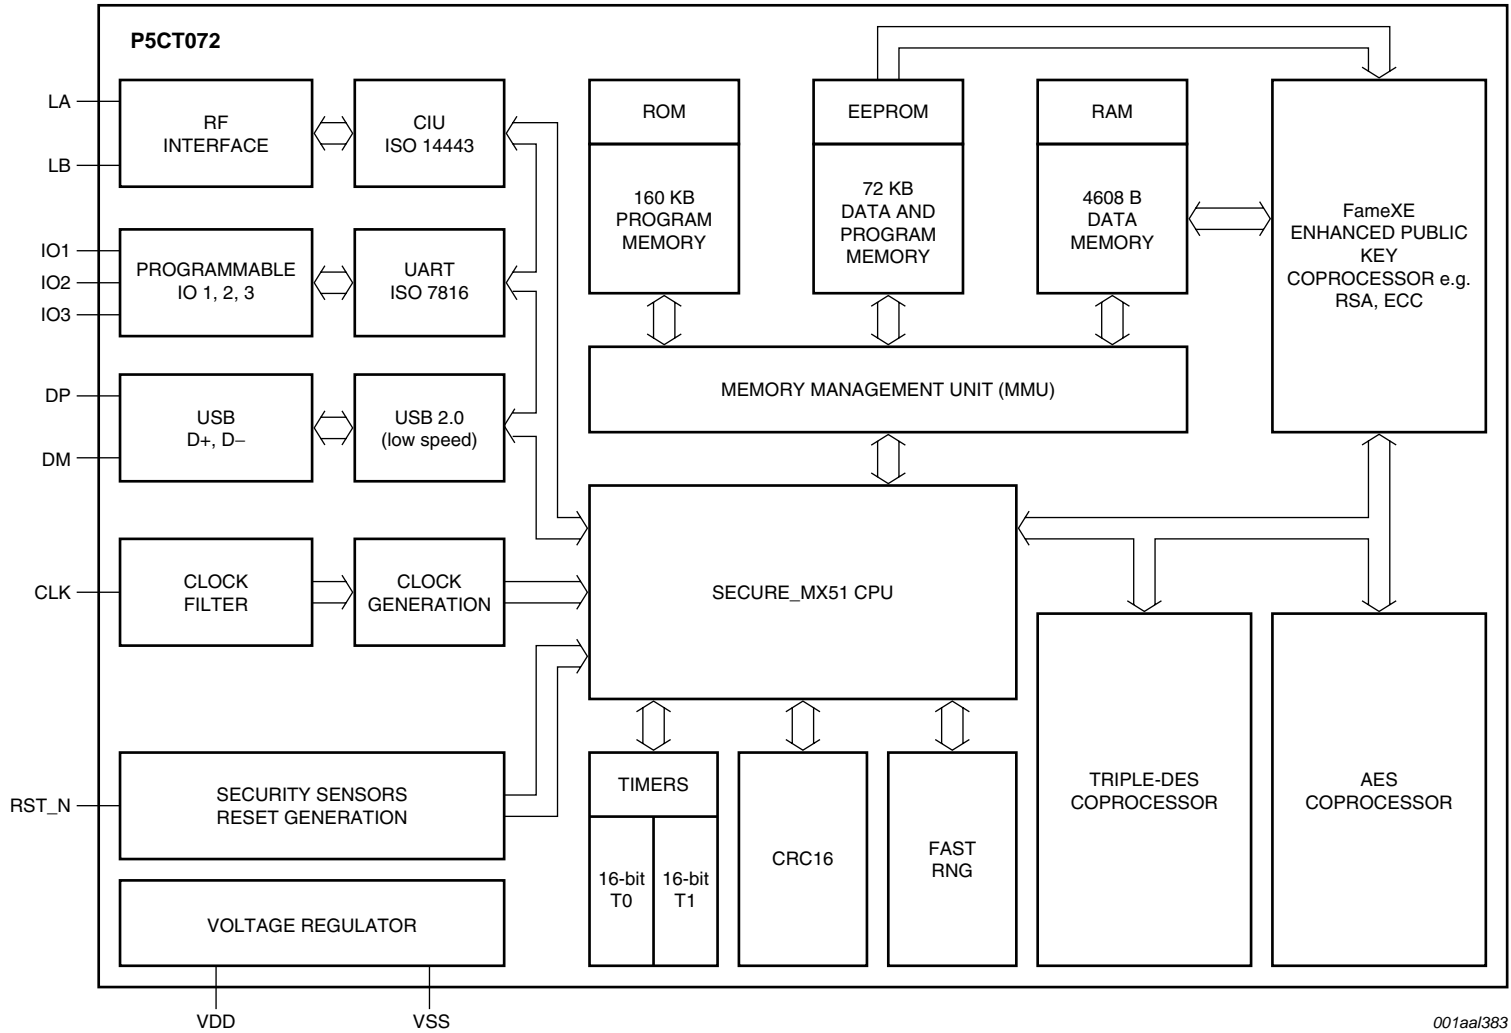 P5CT072
LA
LB
RF
INTERFACE
CIU
ISO 14443
IO1
IO2
IO3
PROGRAMMABLE
IO 1, 2, 3
UART
ISO 7816
DP
DM
USB
D+, D−
USB 2.0
(low speed)
CLK
CLOCK
FILTER
CLOCK
GENERATION
RST_N
SECURITY SENSORS
RESET GENERATION
VOLTAGE REGULATOR
VDD
VSS
ROM
160 KB
PROGRAM
MEMORY
EEPROM
72 KB
DATA AND
PROGRAM
MEMORY
RAM
4608 B
DATA
MEMORY
FameXE
ENHANCED PUBLIC
KEY
COPROCESSOR e.g.
RSA, ECC
MEMORY MANAGEMENT UNIT (MMU)
SECURE_MX51 CPU
TIMERS
16-bit
T0
16-bit
T1
CRC16
FAST
RNG
TRIPLE-DES
COPROCESSOR
AES
COPROCESSOR
001aal383